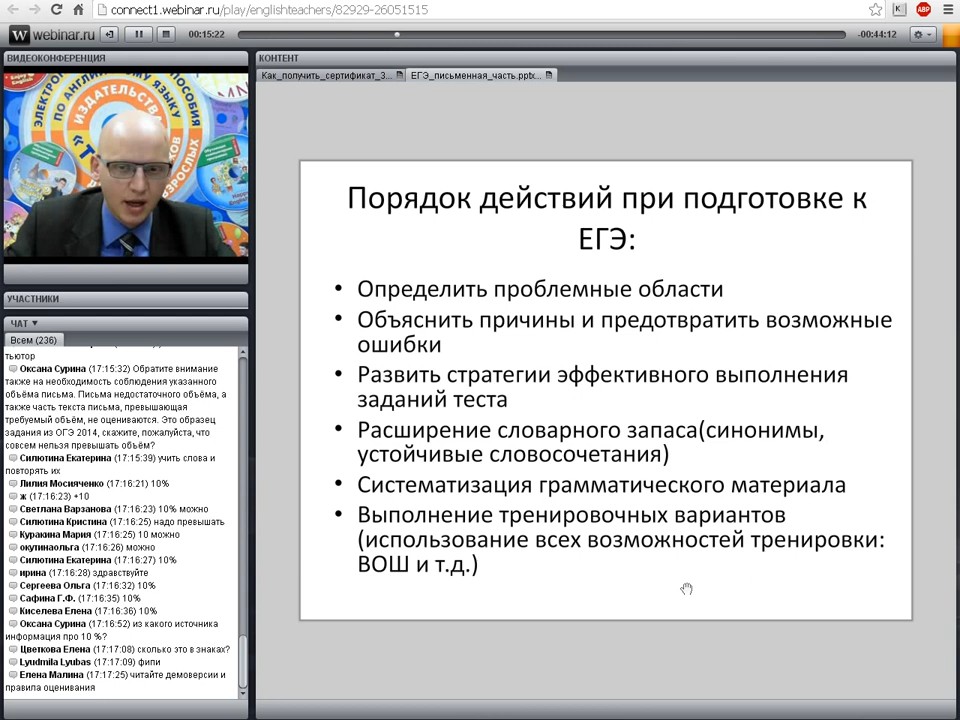 connect1.webinar.ru/play/englishteachers/82929-26051515
ABP
W webinar.ru
00:15:22
-00:44:12
ВИДЕОКОНФЕРЕНЦИЯ
ИЗДАТЕЛЬСТВО
УЧАСТНИКИ
ЧАТ
Всем (236)
тьютор
Оксана Сурина (17:15:32) Обратите внимание
также на необходимость соблюдения указанного
объёма письма. Письма недостаточного объёма, а
также часть текста письма, превышающая
требуемый объём, не оцениваются. Это образец
задания из ОГЭ 2014, скажите, пожалуйста, что
совсем нельзя превышать объём?
Силютина Екатерина (17:15:39) учить слова и
повторять их
Лилия Мосияченко (17:16:21) 10%
ж (17:16:23) +10
Светлана Варзанова (17:16:23) 10% можно
Силютина Кристина (17:16:25) надо превышать
Куракина Мария (17:16:25) 10 можно
окутинаольга (17:16:26) можно
Силютина Екатерина (17:16:27) 10%
ирина (17:16:28) здравствуйте
Сергеева Ольга (17:16:32) 10%
Сафина Г.Ф. (17:16:35) 10%
Киселева Елена (17:16:36) 10%
Оксана Сурина (17:16:52) из какого источника
информация про 10 %?
Цветкова Елена (17:17:08) сколько это в знаках?
Lyudmila Lyubas (17:17:09) фипи
Елена Малина (17:17:25) читайте демоверсии и
правила оценивания
КОНТЕНТ
Как_получить_сертификат_3...
ЕГЭ_письменная_часть.pptx...
Порядок действий при подготовке к
ЕГЭ:
• Определить проблемные области
• Объяснить причины и предотвратить возможные
ошибки
• Развить стратегии эффективного выполнения
заданий теста
• Расширение словарного запаса(синонимы,
устойчивые словосочетания)
• Систематизация грамматического материала
• Выполнение тренировочных вариантов
(использование всех возможностей тренировки:
ВОШ и т.д.)